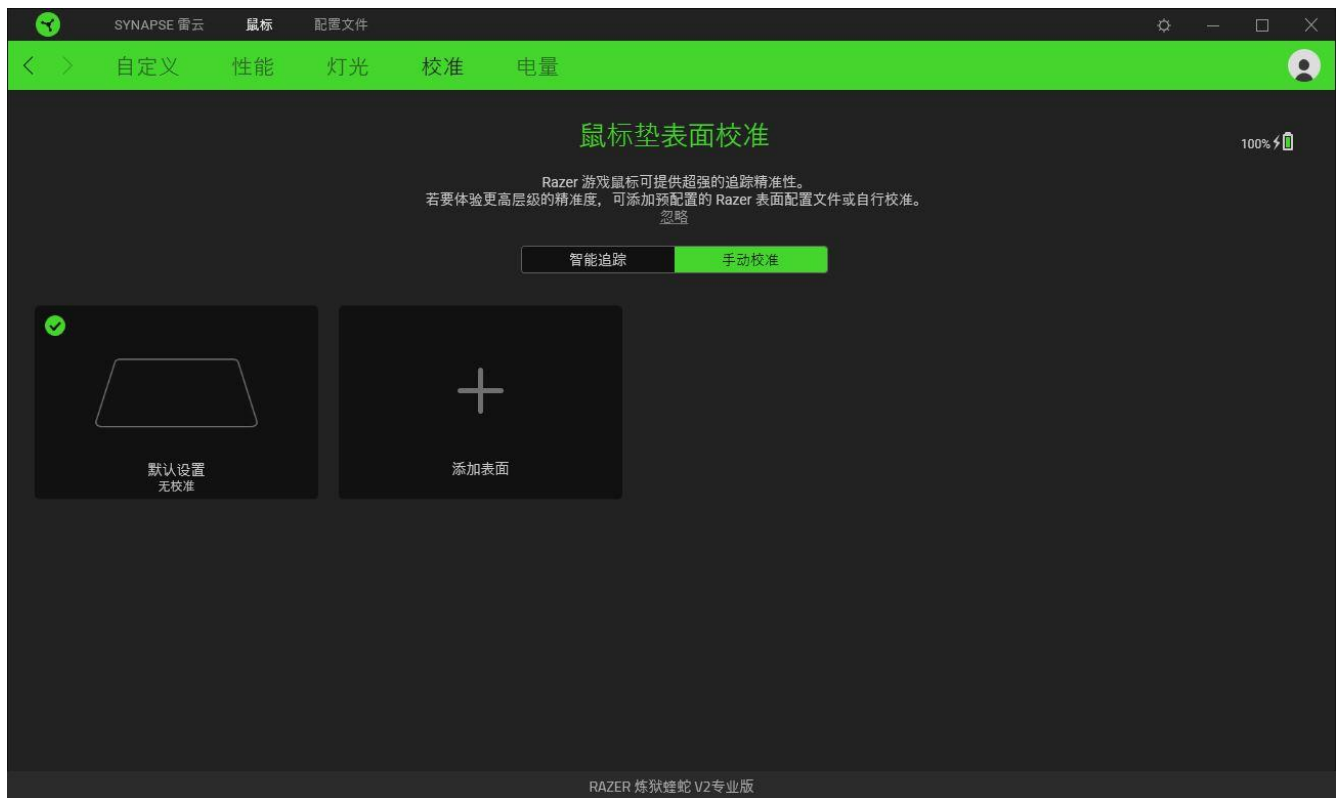 SYNAPSE 雷云 鼠标 配置文件
自定义 性能 灯光 校准 电量
鼠标垫表面校准
100%
Razer 游戏鼠标可提供超强的追踪精准性。
若要体验更高层级的精准度，可添加预配置的 Razer 表面配置文件或自行校准。
忽略
智能追踪 手动校准
默认设置
无校准
添加表面
RAZER 炼狱蝰蛇 V2专业版